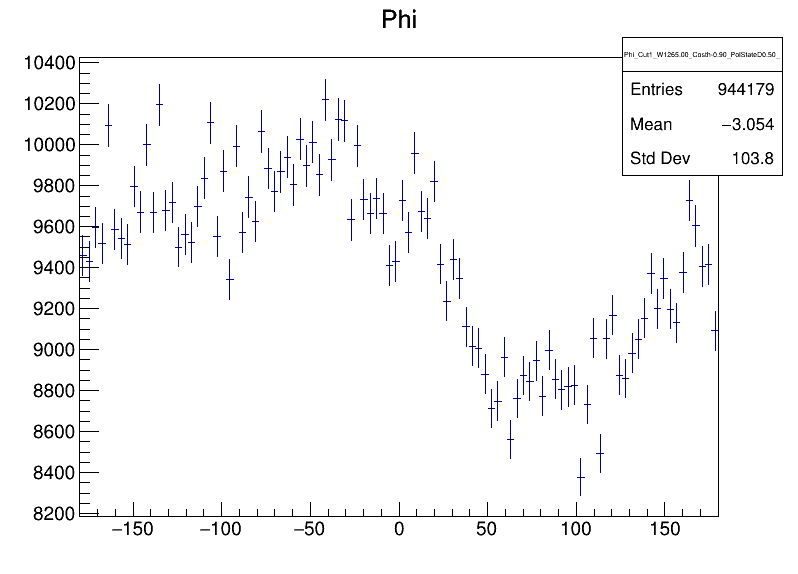 Phi
Phi_Cut1_W1265.00_Costh-0.90_PolStateD0.50_
Entries 944179
Mean −3.054
Std Dev 103.8
10400
10200
10000
9800
9600
9400
9200
9000
8800
8600
8400
8200
−150 −100 −50 0 50 100 150